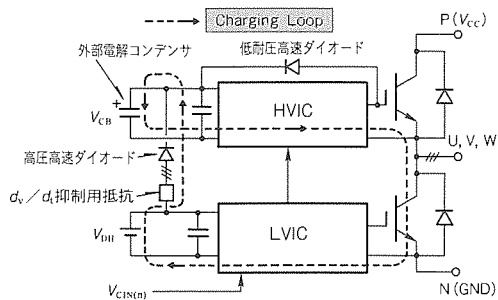 Charging Loop
P(VCC)
低耐圧高速ダイオード
外部電解コンデンサ
+
VCB
HVIC
高圧高速ダイオード
U, V, W
dv/dt抑制用抵抗
VDH
LVIC
VCIN(n)
N(GND)